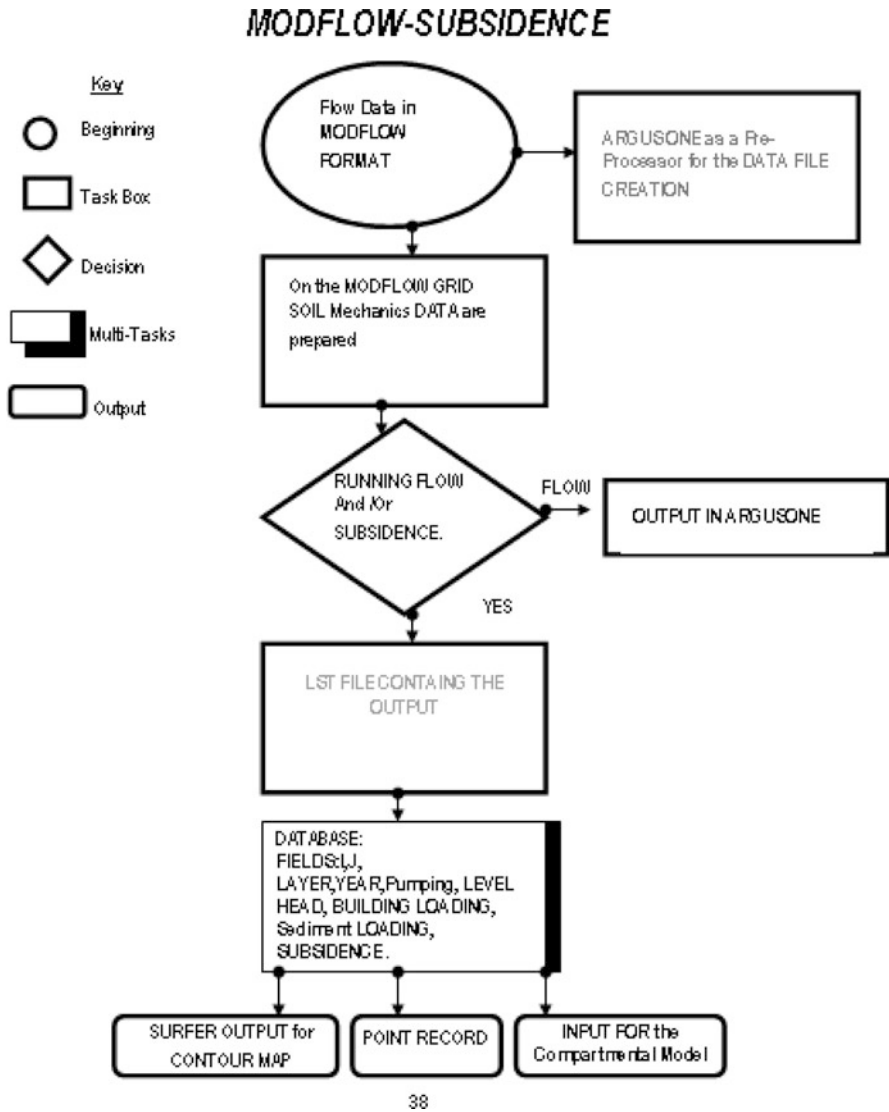 MODFLOW-SUBSIDENCE
Key
Beginning
Task Box
Decision
Multi-Tasks
Output
Flow Data in
MODFLOW
FORMAT
ARGUSONE as a Pre-
Processor for the DATA FILE
CREATION
On the MODFLOW GRID
SOIL Mechanics DATA are
prepared
RUNNING FLOW
And /Or
SUBSIDENCE.
FLOW
OUTPUT IN ARGUSONE
YES
LST FILE CONTAING THE
OUTPUT
DATABASE:
FIELDS:I,J,
LAYER,YEAR,Pumping, LEVEL
HEAD, BUILDING LOADING,
Sediment LOADING,
SUBSIDENCE.
SURFER OUTPUT for
CONTOUR MAP
POINT RECORD
INPUT FOR the
Compartmental Model
38